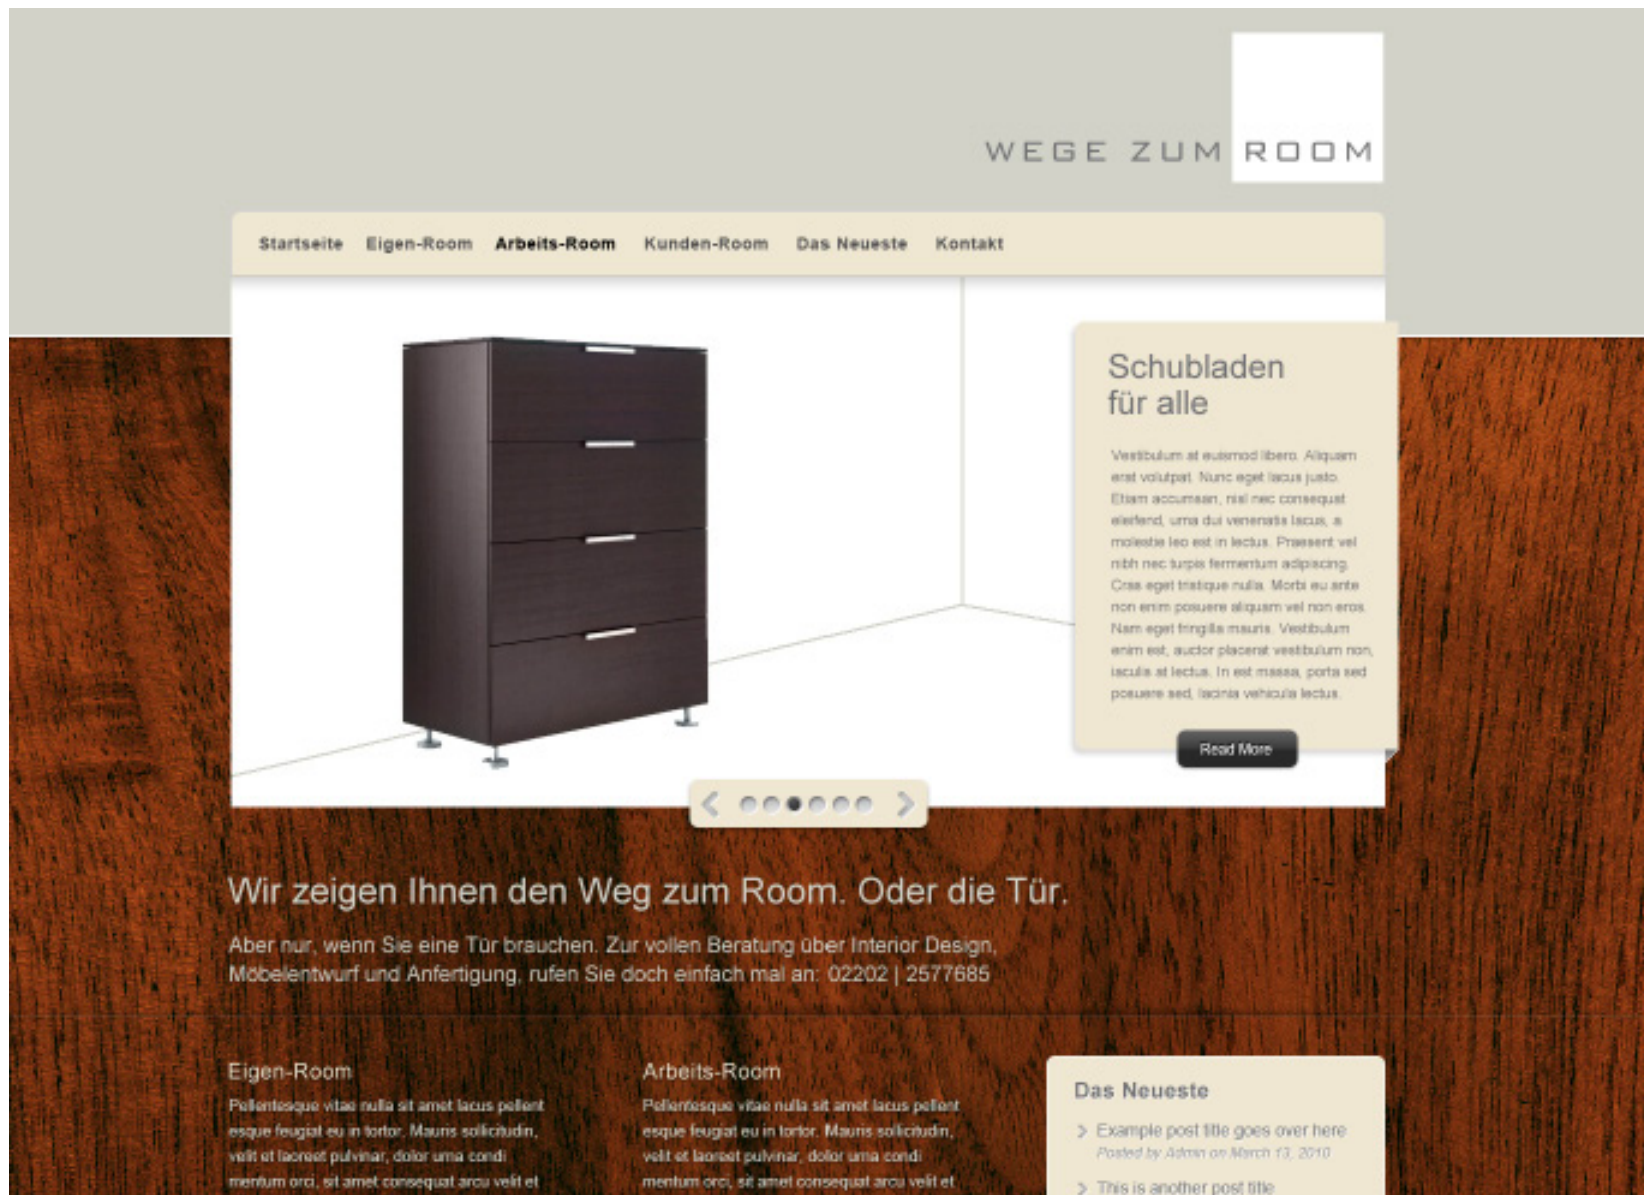 WEGE ZUM ROOM
Startseite Eigen-Room Arbeits-Room Kunden-Room Das Neueste Kontakt
Schubladen
für alle
Vestibulum at euismod libero. Aliquam
erat volutpat. Nunc eget lacus justo.
Etiam accumsan, nisl nec consequat
eleifend, urna dui venenatis lacus, a
molestie leo est in lectus. Praesent vel
nibh nec turpis fermentum adipiscing.
Cras eget tristique nulla. Morbi eu ante
non enim posuere aliquam vel non eros.
Nam eget fringilla mauris. Vestibulum
enim est, auctor placerat vestibulum non,
iaculis at lectus. In est massa, porta sed
posuere sed, lacinia vehicula lectus.
Read More
Wir zeigen Ihnen den Weg zum Room. Oder die Tür.
Aber nur, wenn Sie eine Tür brauchen. Zur vollen Beratung über Interior Design,
Möbelentwurf und Anfertigung, rufen Sie doch einfach mal an: 02202 | 2577685
Eigen-Room
Pellentesque vitae nulla sit amet lacus pellent
esque feugiat eu in tortor. Mauris sollicitudin,
velit et laoreet pulvinar, dolor urna condi
mentum orci, sit amet consequat arcu velit et
Arbeits-Room
Pellentesque vitae nulla sit amet lacus pellent
esque feugiat eu in tortor. Mauris sollicitudin,
velit et laoreet pulvinar, dolor urna condi
mentum orci, sit amet consequat arcu velit et
Das Neueste
Example post title goes over here
Posted by Admin on March 13, 2010
This is another post title